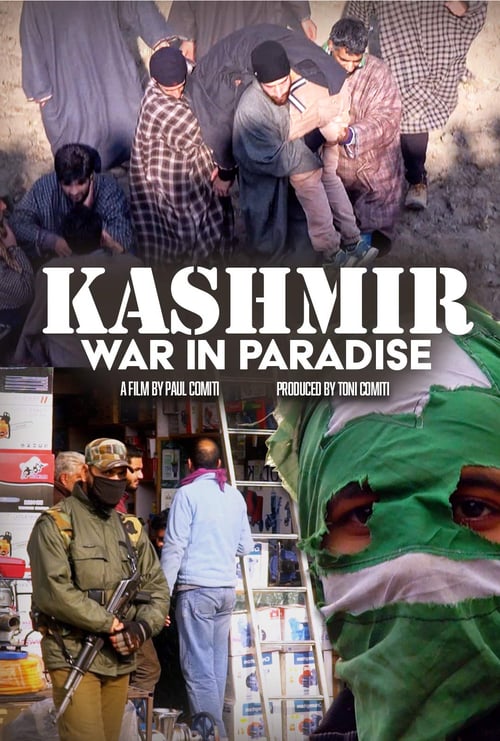 KASHMIR
WAR IN PARADISE
A FILM BY PAUL COMITI PRODUCED BY TONI COMITI